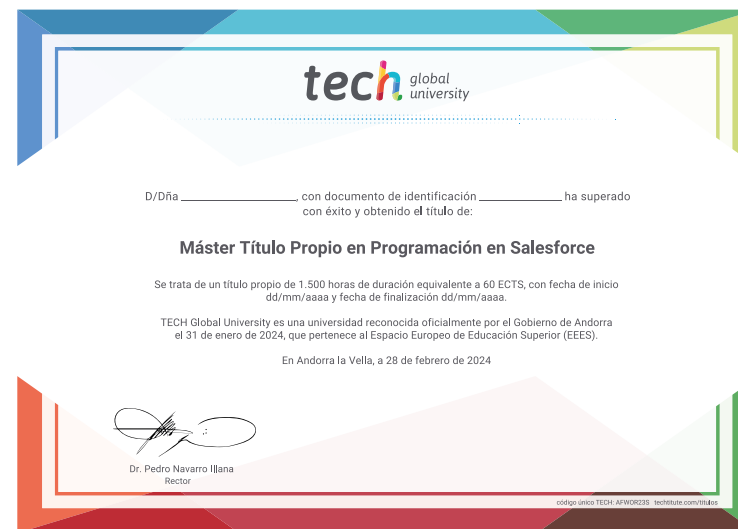 tech global university
D/Dña ____________, con documento de identificación ____________ ha superado
con éxito y obtenido el título de:
Máster Título Propio en Programación en Salesforce
Se trata de un título propio de 1.500 horas de duración equivalente a 60 ECTS, con fecha de inicio
dd/mm/aaaa y fecha de finalización dd/mm/aaaa.
TECH Global University es una universidad reconocida oficialmente por el Gobierno de Andorra
el 31 de enero de 2024, que pertenece al Espacio Europeo de Educación Superior (EEES).
En Andorra la Vella, a 28 de febrero de 2024
Dr. Pedro Navarro Illana
Rector
código único TECH: AFWOR23S techtitute.com/titulos